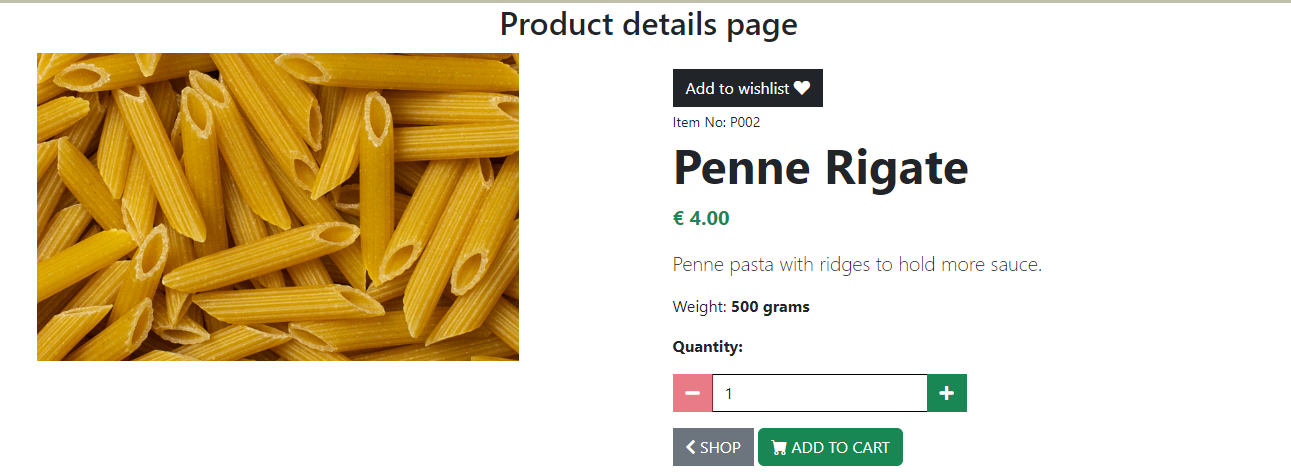 Product details page
Add to wishlist
Item No: P002
Penne Rigate
€ 4.00
Penne pasta with ridges to hold more sauce.
Weight: 500 grams
Quantity:
1
SHOP
ADD TO CART